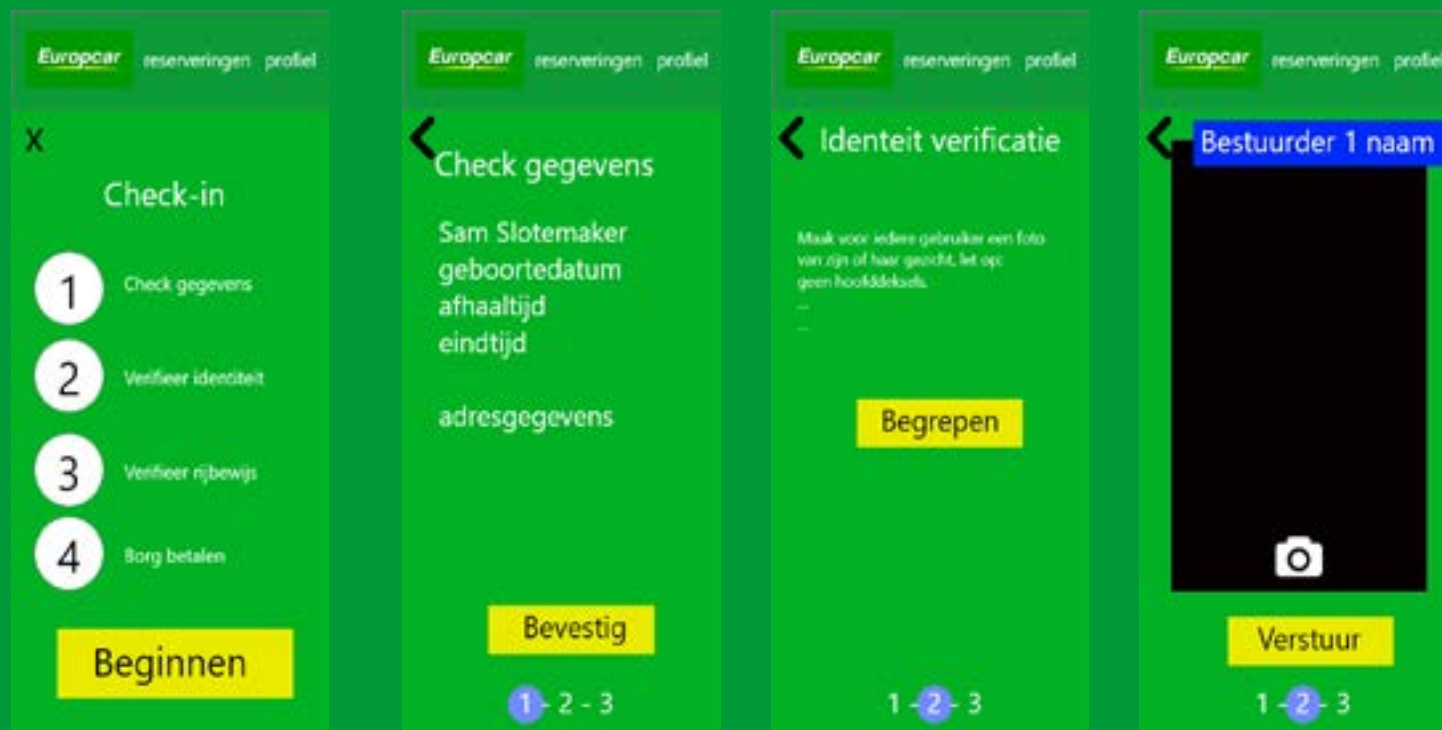 Europcar reserveringen profiel
X
Check-in
1 Check gegevens
2 Verifieer identiteit
3 Verifieer rijbewijs
4 Borg betalen
Beginnen
Europcar reserveringen profiel
Check gegevens
Sam Slotemaker
geboortedatum
afhaaltijd
eindtijd
adresgegevens
Bevestig
1 - 2 - 3
Europcar reserveringen profiel
Identeit verificatie
Maak voor iedere gebruiker een foto
van zijn of haar gezicht, let op:
geen hoofddeksels.
...
...
Begrepen
1 - 2 - 3
Europcar reserveringen profiel
Bestuurder 1 naam
Verstuur
1 - 2 - 3